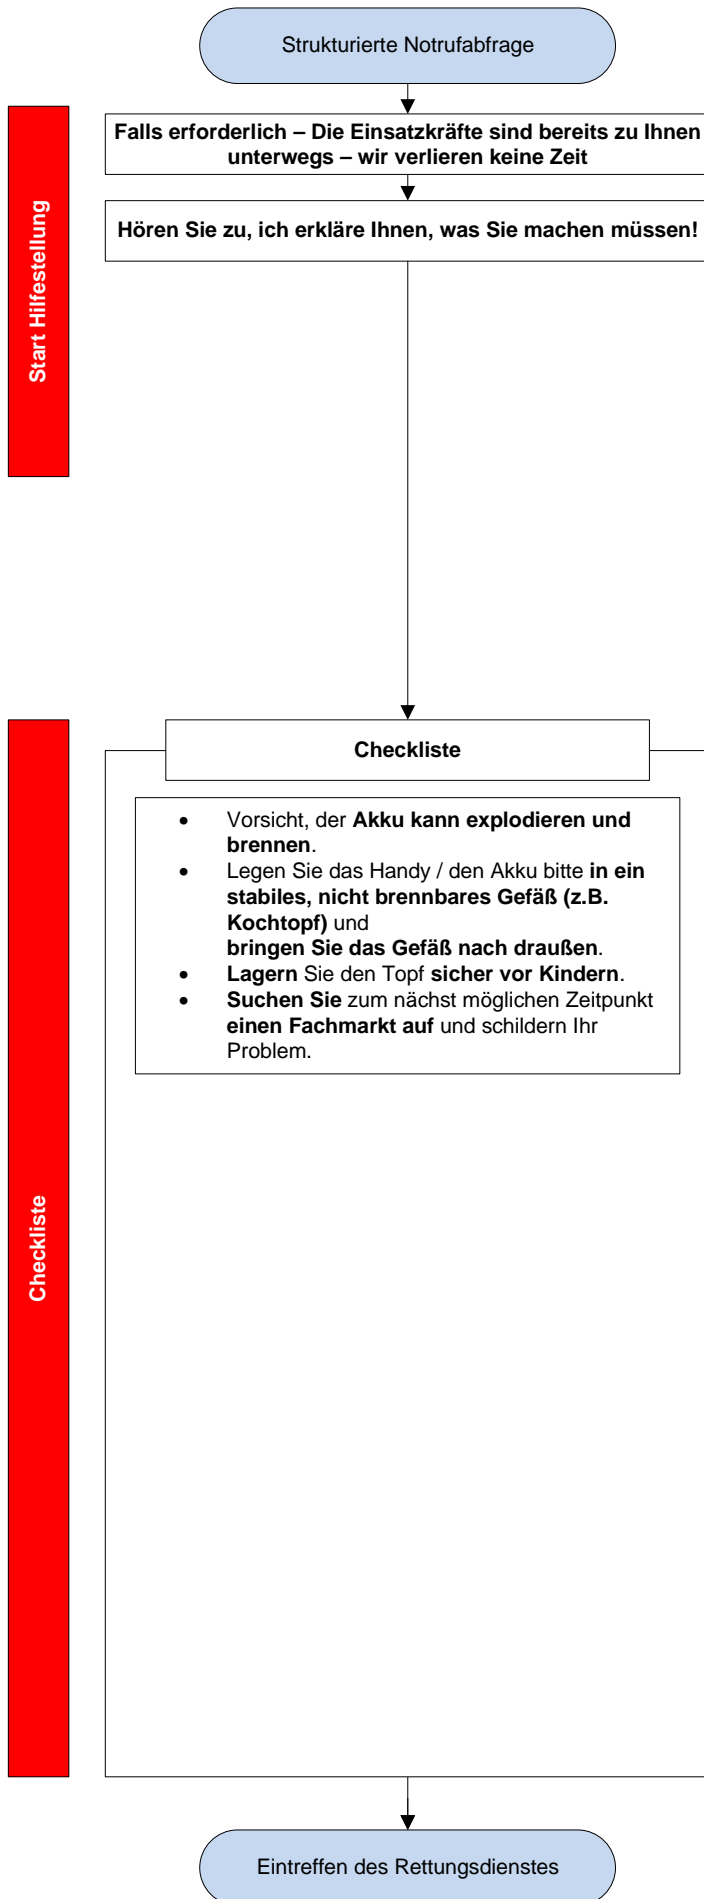 Strukturierte Notrufabfrage
Start Hilfestellung
Falls erforderlich – Die Einsatzkräfte sind bereits zu Ihnen
unterwegs – wir verlieren keine Zeit
Hören Sie zu, ich erkläre Ihnen, was Sie machen müssen!
Checkliste
Checkliste
• Vorsicht, der Akku kann explodieren und
brennen.
• Legen Sie das Handy / den Akku bitte in ein
stabiles, nicht brennbares Gefäß (z.B.
Kochtopf) und
bringen Sie das Gefäß nach draußen.
• Lagern Sie den Topf sicher vor Kindern.
• Suchen Sie zum nächst möglichen Zeitpunkt
einen Fachmarkt auf und schildern Ihr
Problem.
Eintreffen des Rettungsdienstes